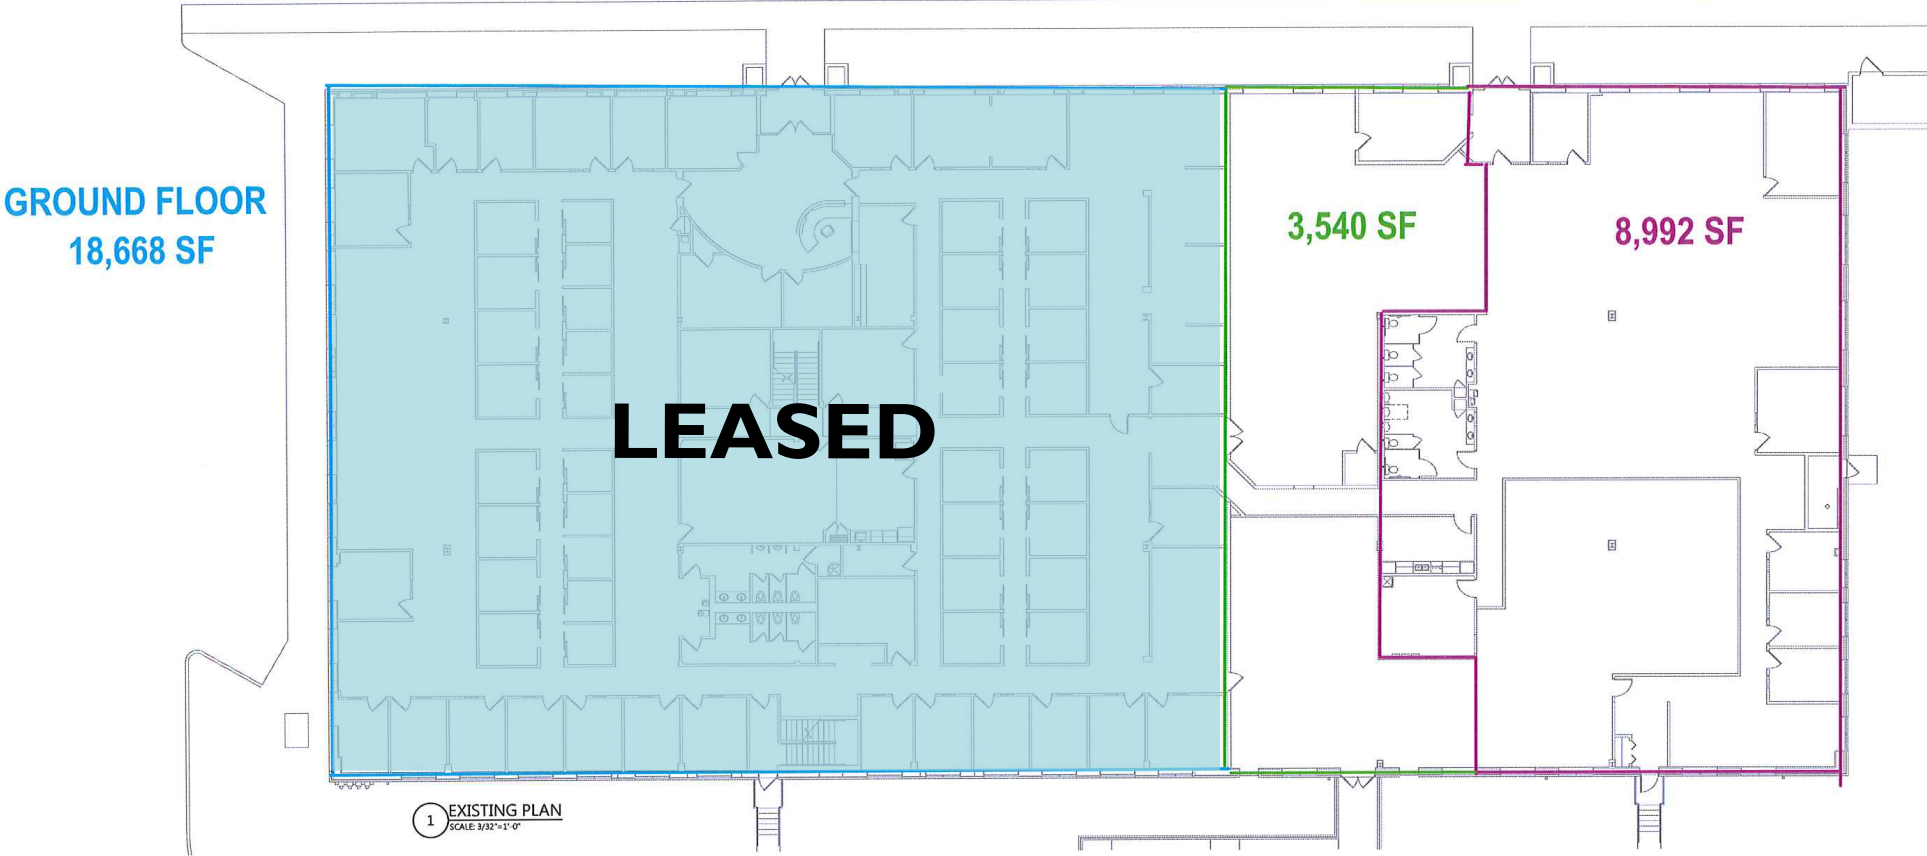 GROUND FLOOR
18,668 SF
3,540 SF
8,992 SF
LEASED
1
EXISTING PLAN
SCALE: 3/32"=1'-0"